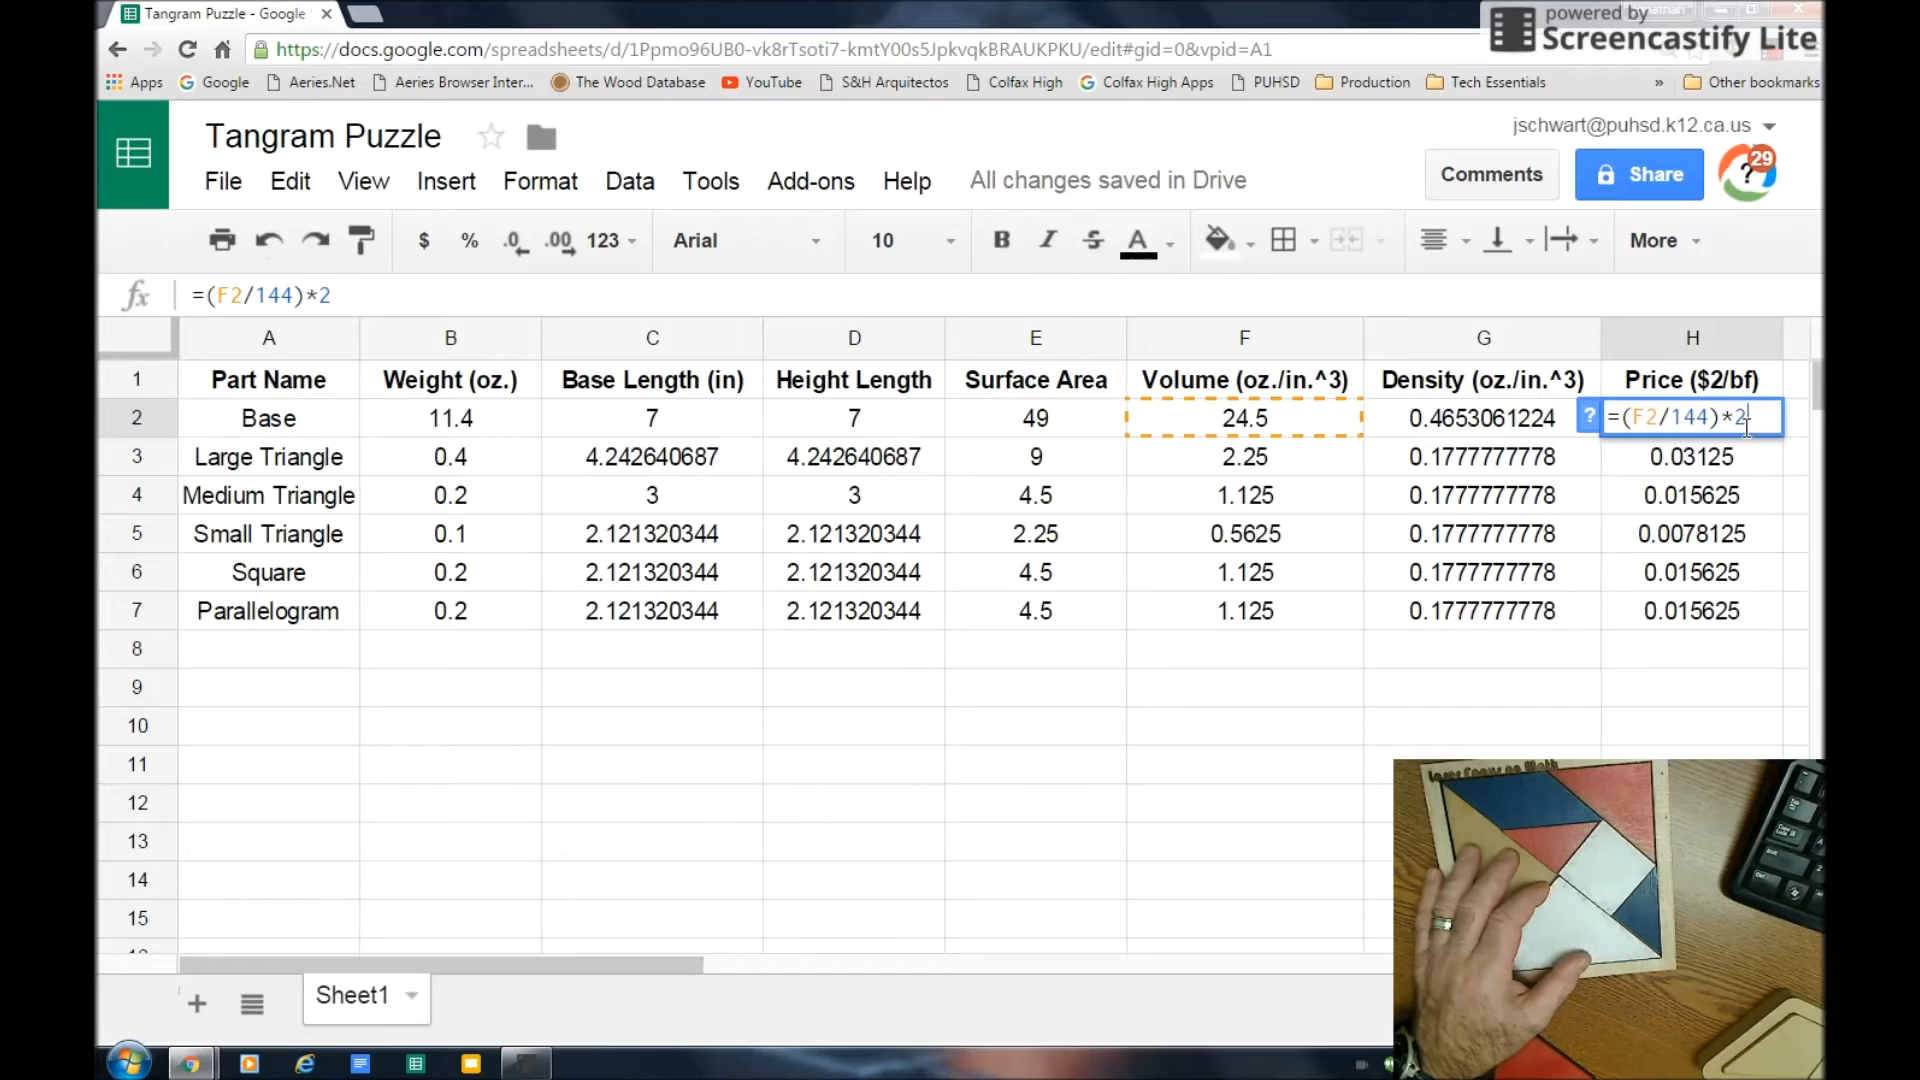 Tangram Puzzle - Google
powered by
Screencastify Lite
https://docs.google.com/spreadsheets/d/1Ppmo96UB0-vk8rTsoti7-kmtY00s5JpkvqkBRAUKPKU/edit#gid=0&vpid=A1
Apps Google Aeries.Net Aeries Browser Inter... The Wood Database YouTube S&H Arquitectos Colfax High Colfax High Apps PUHSD Production Tech Essentials » Other bookmarks
Tangram Puzzle
jschwart@puhsd.k12.ca.us
File Edit View Insert Format Data Tools Add-ons Help All changes saved in Drive
Comments Share 29 ?
$ % .0 .00 123 Arial 10 B I S A More
fx =(F2/144)*2
A B C D E F G H
1 Part Name Weight (oz.) Base Length (in) Height Length Surface Area Volume (oz./in.^3) Density (oz./in.^3) Price ($2/bf)
2 Base 11.4 7 7 49 24.5 0.4653061224 ? =(F2/144)*2
3 Large Triangle 0.4 4.242640687 4.242640687 9 2.25 0.1777777778 0.03125
4 Medium Triangle 0.2 3 3 4.5 1.125 0.1777777778 0.015625
5 Small Triangle 0.1 2.121320344 2.121320344 2.25 0.5625 0.1777777778 0.0078125
6 Square 0.2 2.121320344 2.121320344 4.5 1.125 0.1777777778 0.015625
7 Parallelogram 0.2 2.121320344 2.121320344 4.5 1.125 0.1777777778 0.015625
8
9
10
11
12
13
14
15
Laser Focus on Math
Sheet1